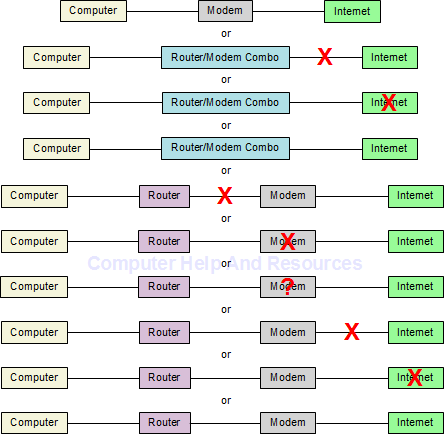 Computer Modem Internet
or
Computer Router/Modem Combo X Internet
or
Computer Router/Modem Combo Internet X
or
Computer Router/Modem Combo Internet
or
Computer Router X Modem Internet
or
Computer Router Modem X Internet
Computer Help And Resources
or
Computer Router Modem ? Internet
or
Computer Router Modem X Internet
or
Computer Router Modem Internet X
or
Computer Router Modem Internet